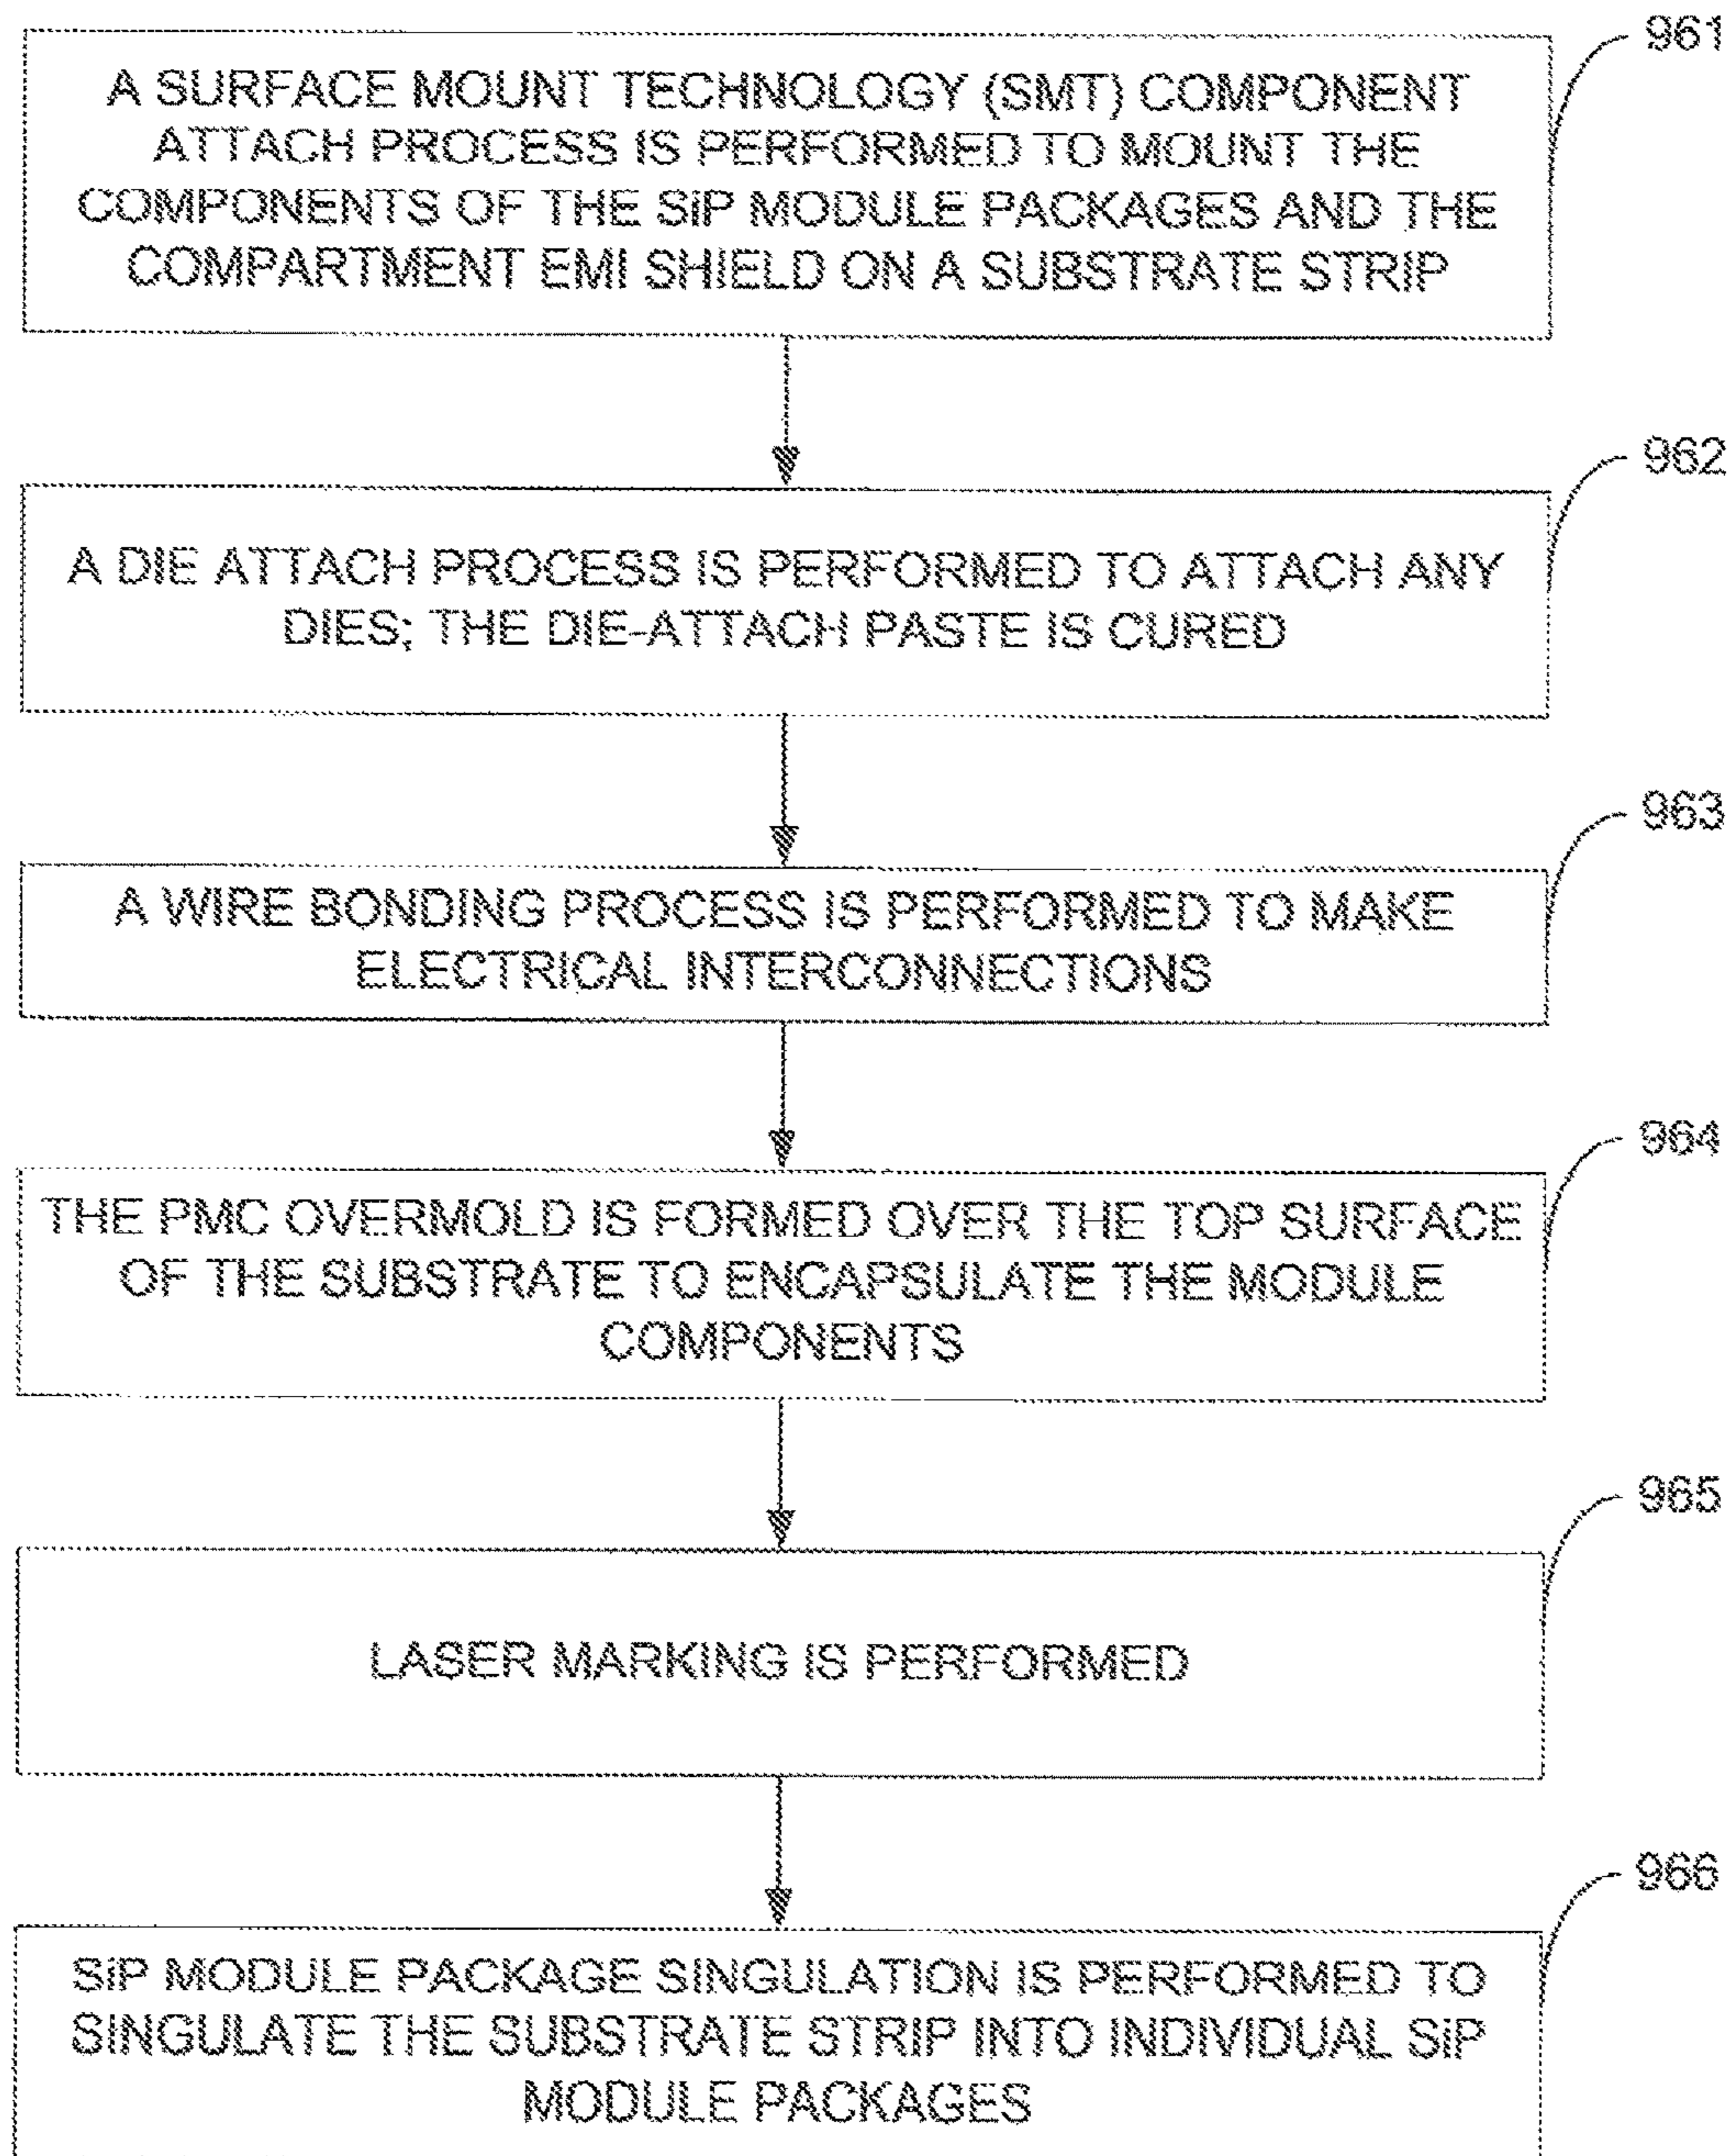 961
A SURFACE MOUNT TECHNOLOGY (SMT) COMPONENT
ATTACH PROCESS IS PERFORMED TO MOUNT THE
COMPONENTS OF THE SiP MODULE PACKAGES AND THE
COMPARTMENT EMI SHIELD ON A SUBSTRATE STRIP
962
A DIE ATTACH PROCESS IS PERFORMED TO ATTACH ANY
DIES; THE DIE-ATTACH PASTE IS CURED
963
A WIRE BONDING PROCESS IS PERFORMED TO MAKE
ELECTRICAL INTERCONNECTIONS
964
THE PMC OVERMOLD IS FORMED OVER THE TOP SURFACE
OF THE SUBSTRATE TO ENCAPSULATE THE MODULE
COMPONENTS
965
LASER MARKING IS PERFORMED
966
SiP MODULE PACKAGE SINGULATION IS PERFORMED TO
SINGULATE THE SUBSTRATE STRIP INTO INDIVIDUAL SiP
MODULE PACKAGES